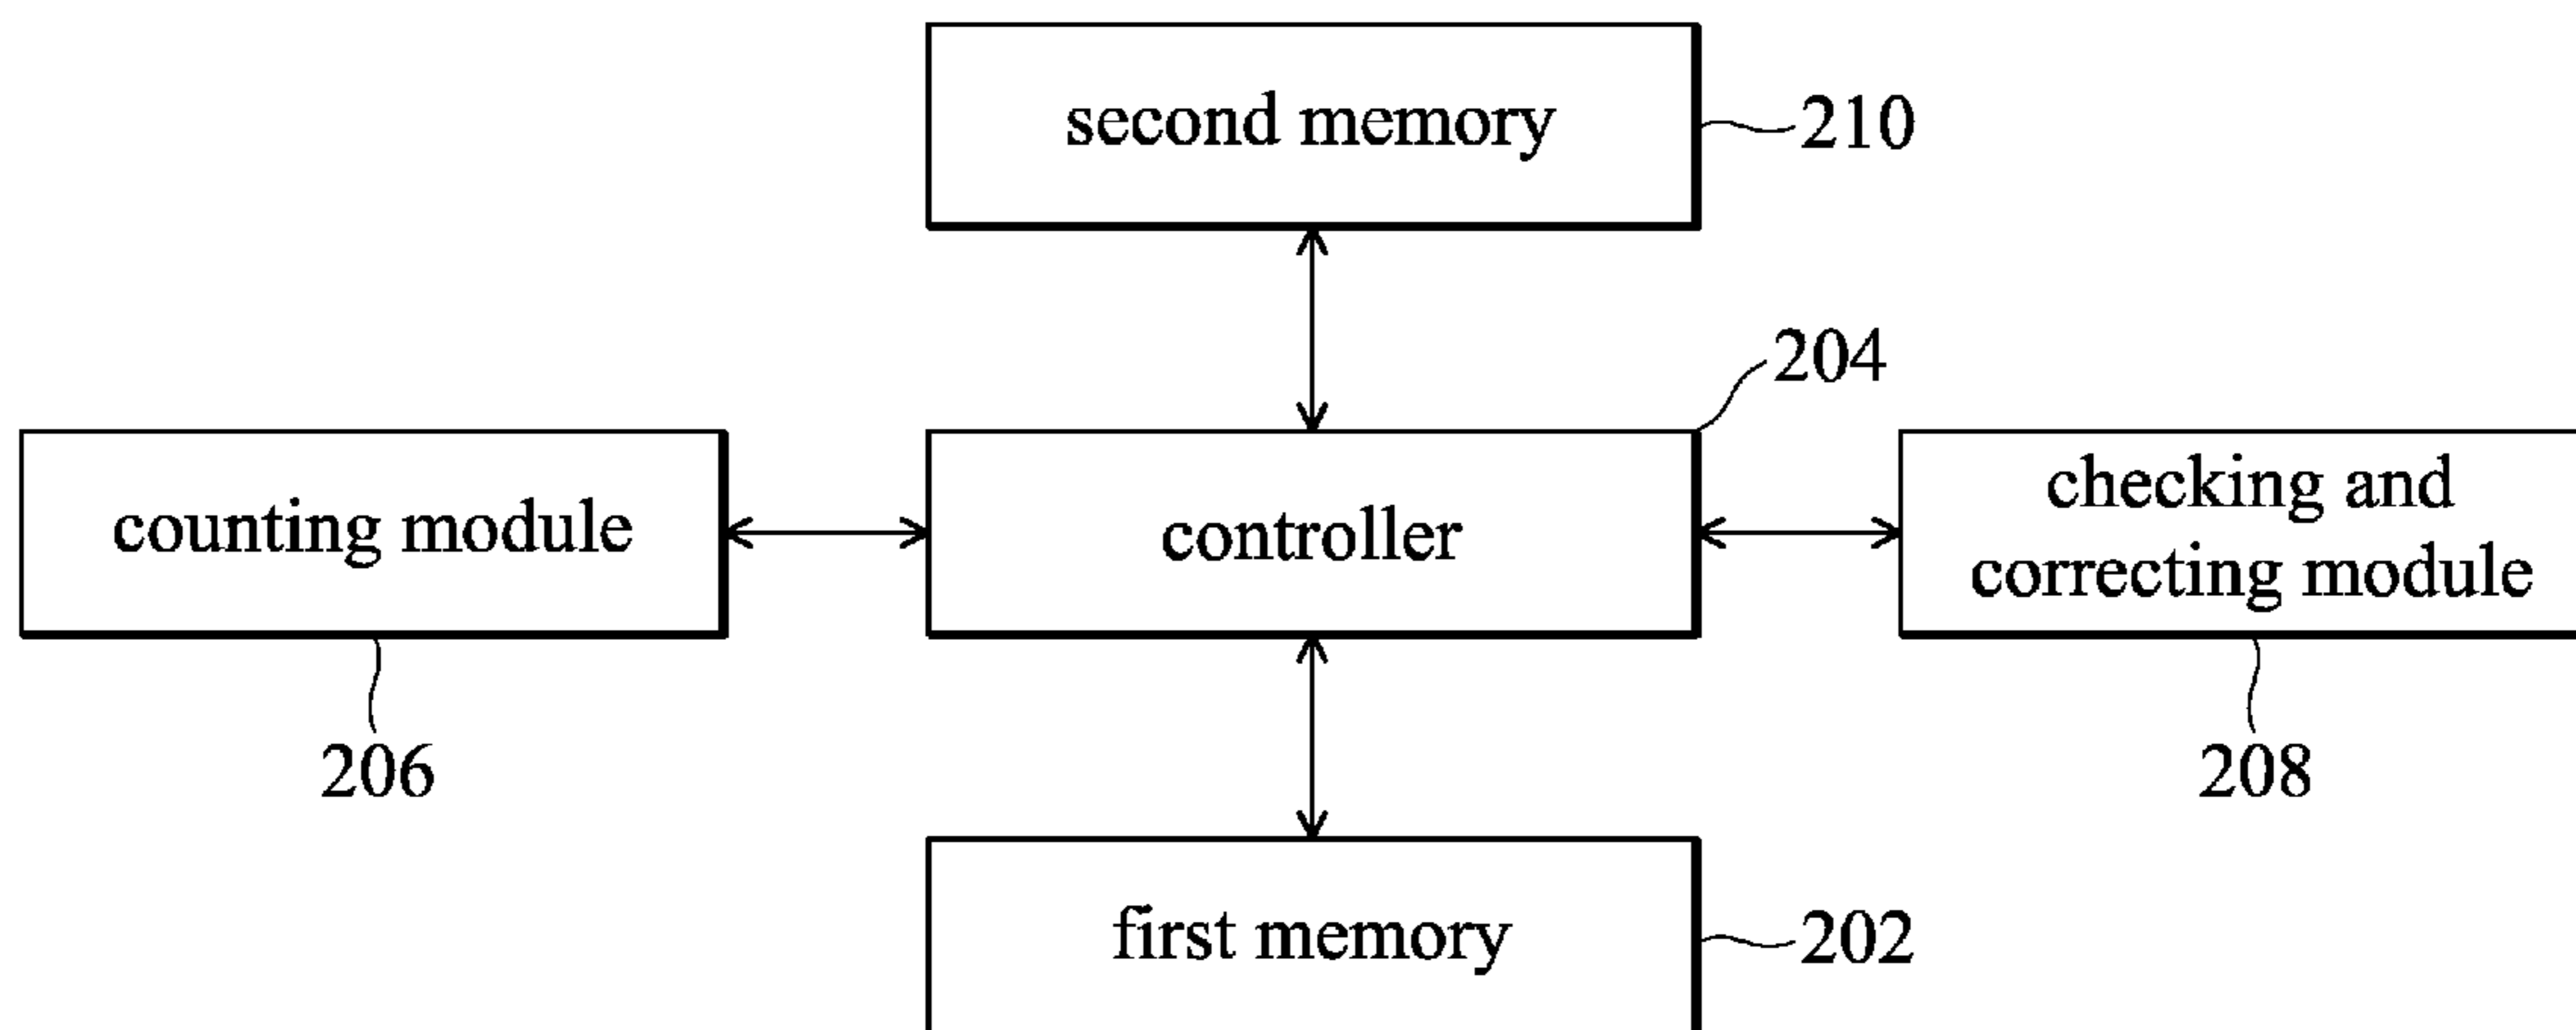 second memory
210
204
counting module
controller
checking and
correcting module
206
208
first memory
202